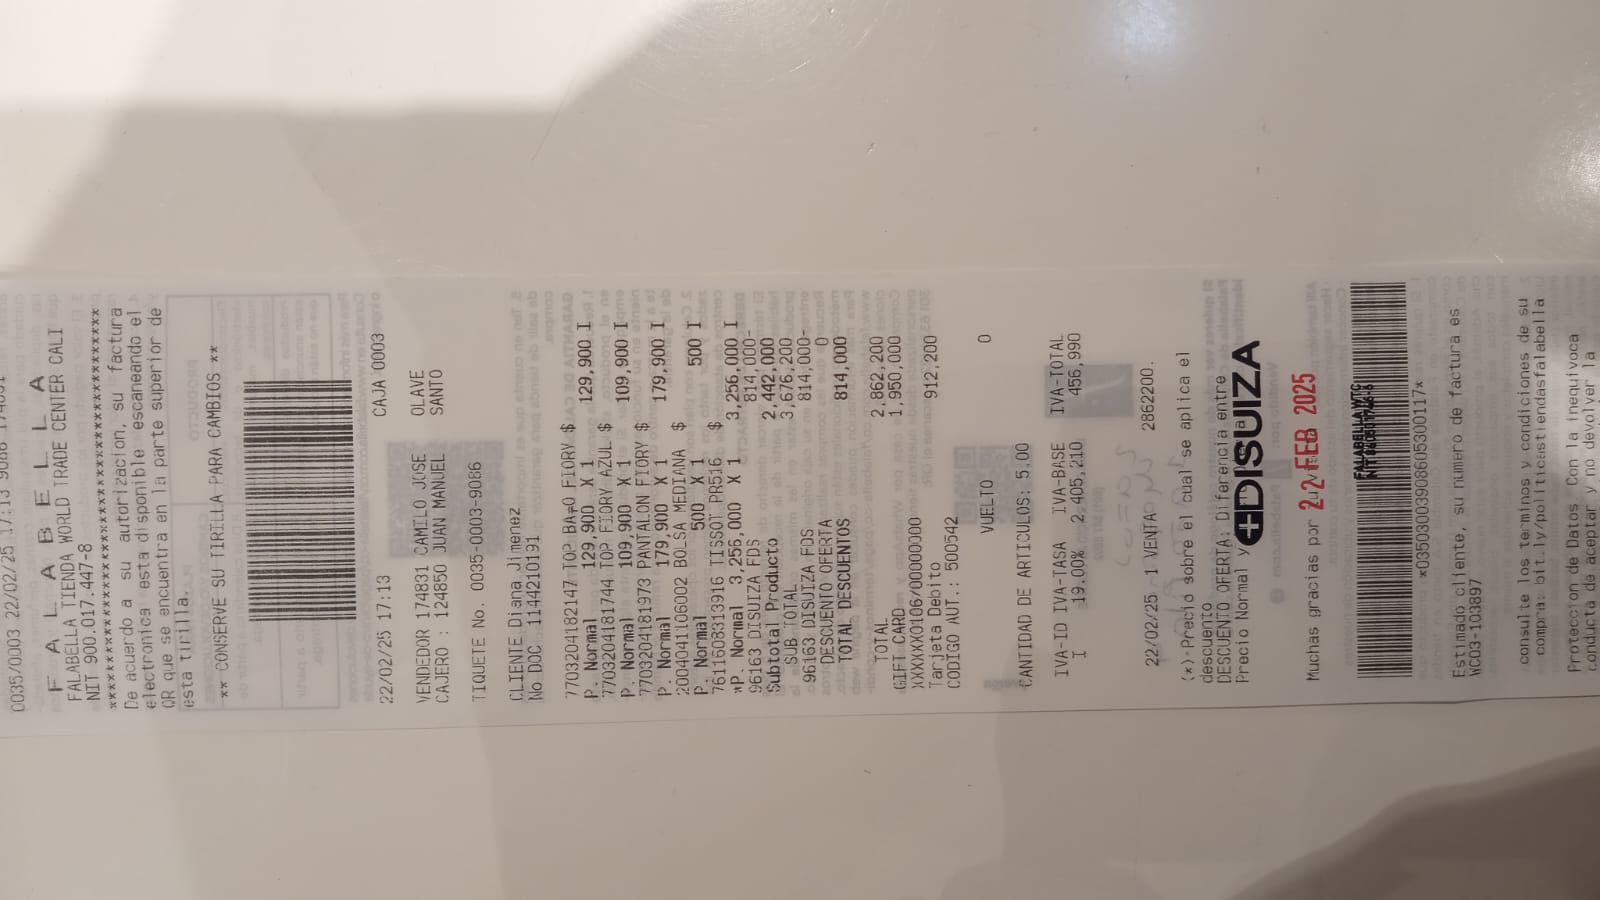 0035/0003 22/02/25 17:13 9086 174831
F A L A B E L L A
FALABELLA TIENDA WORLD TRADE CENTER CALI
NIT 900.017.447-8
****************************************
De acuerdo a su autorizacion, su factura
electronica esta disponible escaneando el
QR que se encuentra en la parte superior de
esta tirilla.
** CONSERVE SU TIRILLA PARA CAMBIOS **
22/02/25 17:13 CAJA 0003
VENDEDOR 174831 CAMILO JOSE OLAVE
CAJERO : 124850 JUAN MANUEL SANTO
TIQUETE No. 0035-0003-9086
CLIENTE Diana Jimenez
No DOC 1144210191
7703204182147 TOP BA¤O FIORY $
P. Normal 129,900 X 1 129,900 I
7703204181744 TOP FIORY AZUL $
P. Normal 109,900 X 1 109,900 I
7703204181973 PANTALON FIORY $
P. Normal 179,900 X 1 179,900 I
2004041106002 BOLSA MEDIANA $
P. Normal 500 X 1 500 I
7611608313916 TISSOT PR516 $
*P. Normal 3,256,000 X 1 3,256,000 I
96163 DISUIZA FDS 814,000-
Subtotal Producto 2,442,000
SUB TOTAL 3,676,200
96163 DISUIZA FDS 814,000-
DESCUENTO OFERTA 0
TOTAL DESCUENTOS 814,000
TOTAL 2,862,200
GIFT CARD 1,950,000
XXXXXX0106/00000000
Tarjeta Debito 912,200
CODIGO AUT.: 500542
VUELTO 0
CANTIDAD DE ARTICULOS: 5.00
IVA-ID IVA-TASA IVA-BASE IVA-TOTAL
I 19.00% 2,405,210 456,990
22/02/25 1 VENTA 2862200.
(*)-Precio sobre el cual se aplica el
descuento
DESCUENTO OFERTA: Diferencia entre
Precio Normal y
DISUIZA
Muchas gracias por
22 FEB 2025
FALABELLA WTC
*035030003908605300117*
Estimado cliente, su numero de factura es
WC03-103897
consulte los terminos y condiciones de su
compra: bit.ly/politicastiendasfalabella
Proteccion de Datos: Con la inequivoca
conducta de aceptar y no devolver la